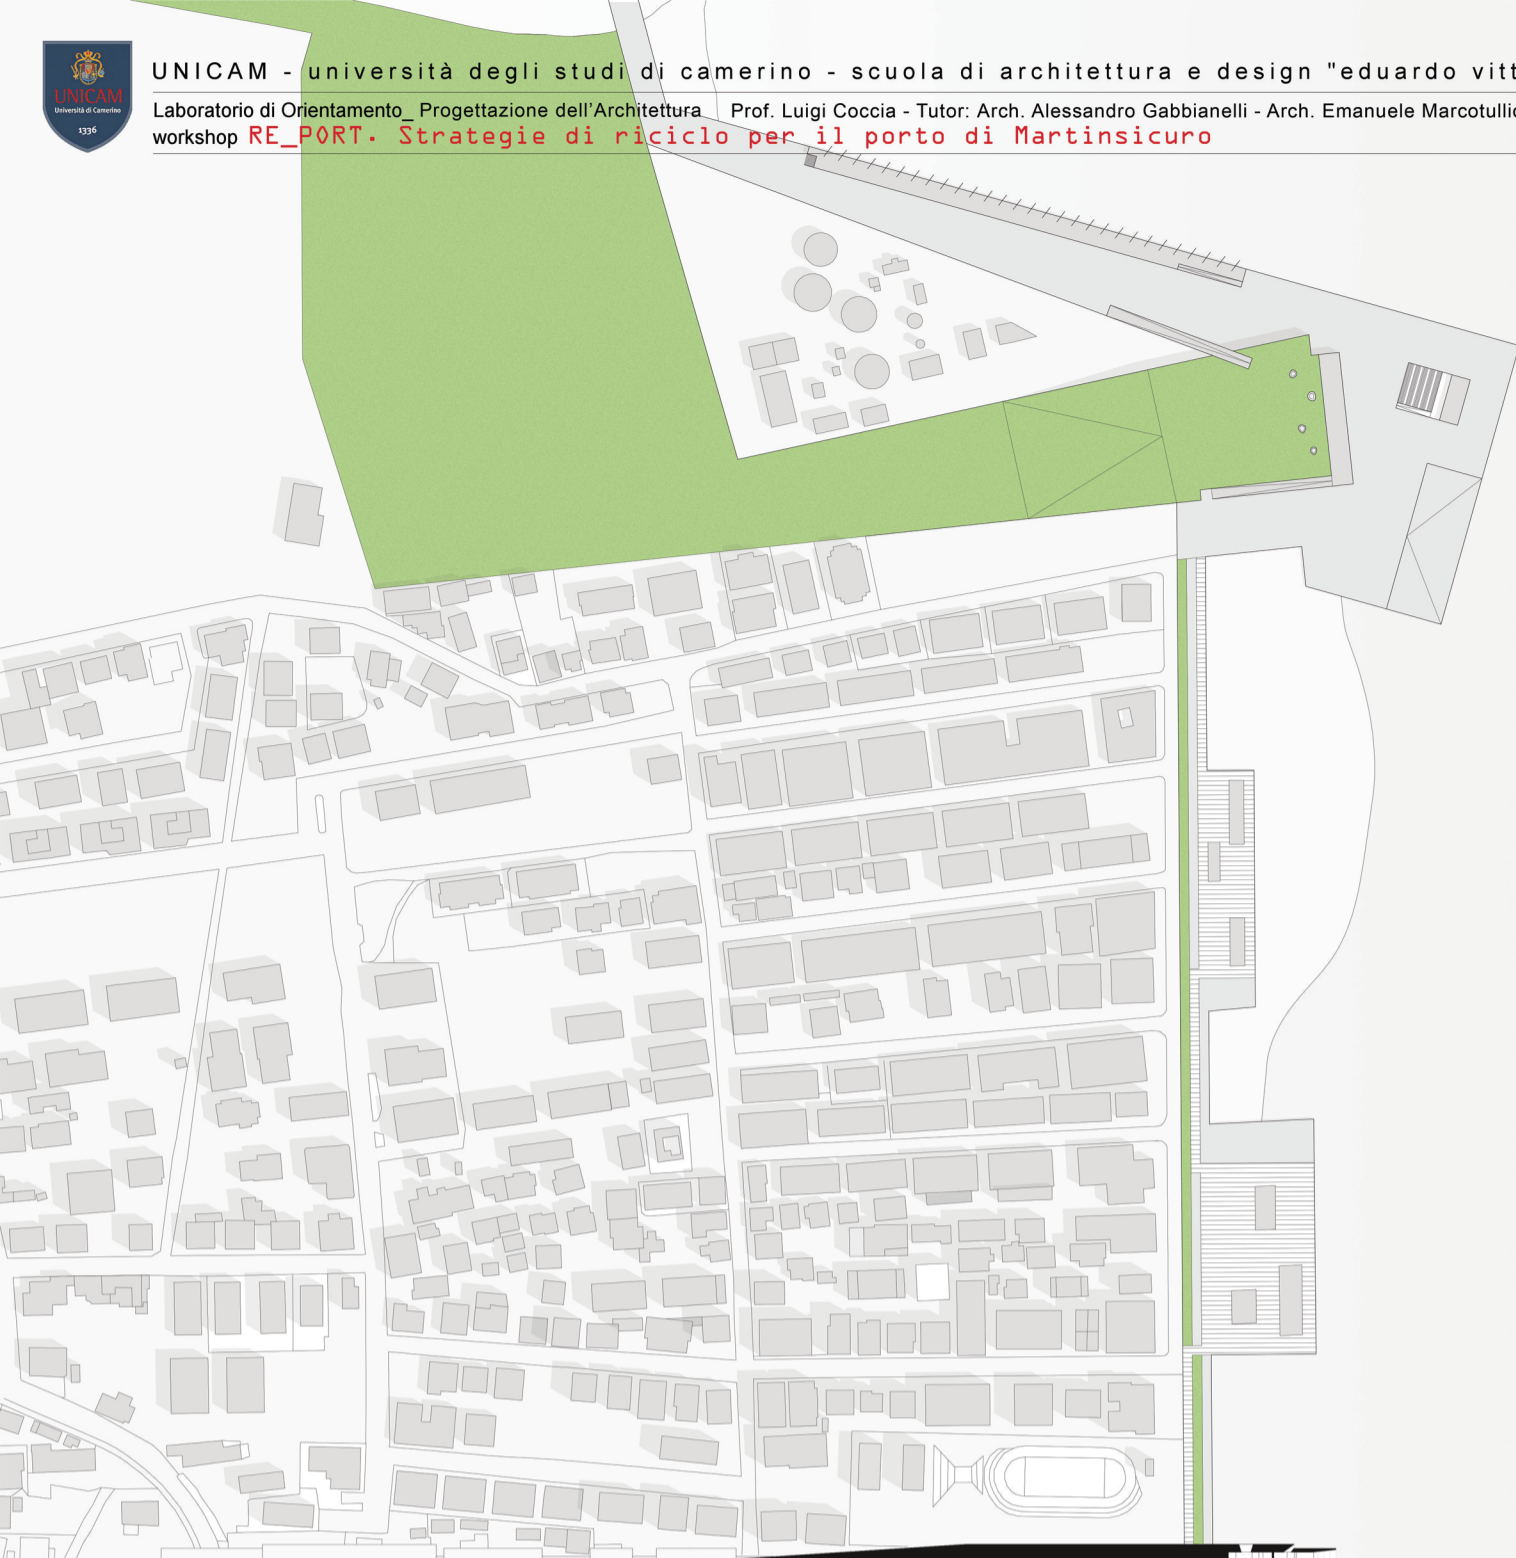 UNICAM - università degli studi di camerino - scuola di architettura e design "eduardo vitt
Laboratorio di Orientamento_ Progettazione dell'Architettura Prof. Luigi Coccia - Tutor: Arch. Alessandro Gabbianelli - Arch. Emanuele Marcotullio
workshop RE_PORT. Strategie di riciclo per il porto di Martinsicuro
UNICAM
Università di Camerino
1336